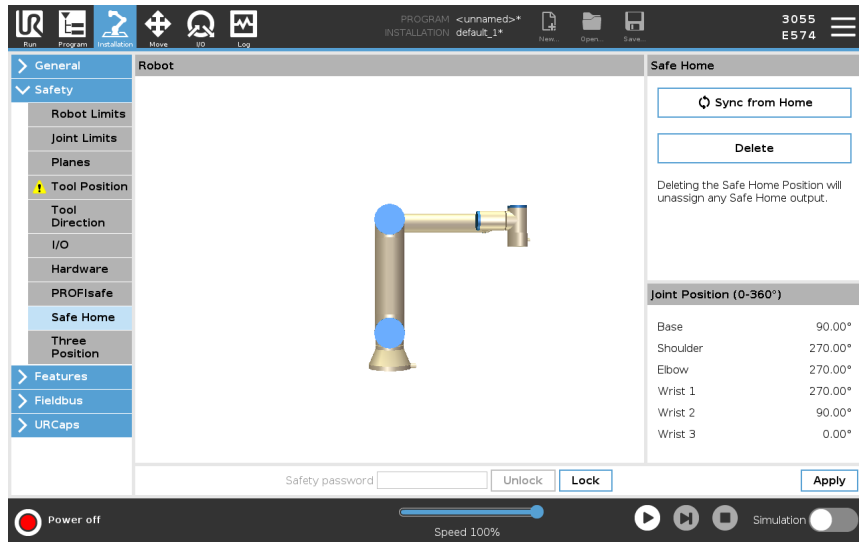 UR
Run
Program
Installation
Move
I/O
Log
PROGRAM <unnamed>*
INSTALLATION default_1*
New...
Open...
Save...
3055
E574
General
Safety
Robot Limits
Joint Limits
Planes
Tool Position
Tool
Direction
I/O
Hardware
PROFIsafe
Safe Home
Three
Position
Features
Fieldbus
URCaps
Robot
Safe Home
Sync from Home
Delete
Deleting the Safe Home Position will
unassign any Safe Home output.
Joint Position (0-360°)
Base 90.00°
Shoulder 270.00°
Elbow 270.00°
Wrist 1 270.00°
Wrist 2 90.00°
Wrist 3 0.00°
Safety password
Unlock
Lock
Apply
Power off
Speed 100%
Simulation